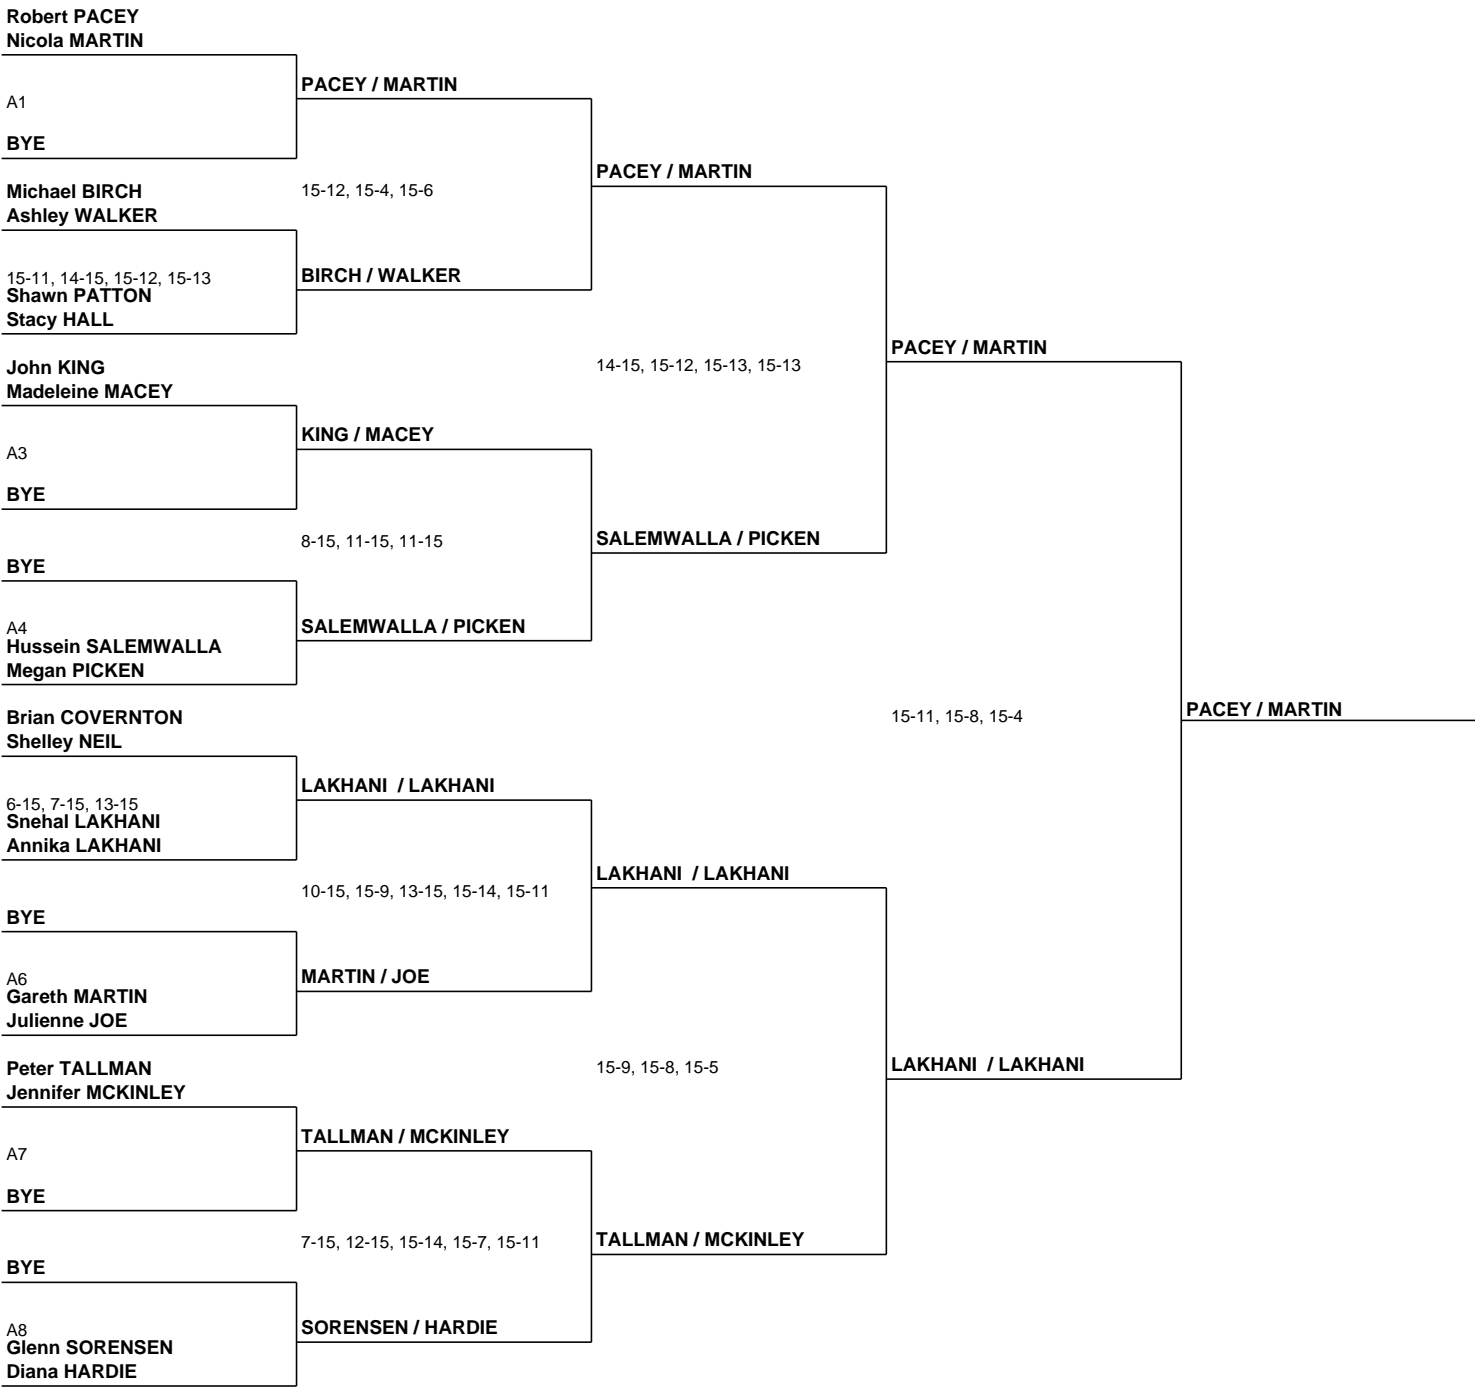 Robert PACEY
Nicola MARTIN
A1
BYE
Michael BIRCH
Ashley WALKER
15-11, 14-15, 15-12, 15-13
Shawn PATTON
Stacy HALL
John KING
Madeleine MACEY
A3
BYE
BYE
A4
Hussein SALEMWALLA
Megan PICKEN
Brian COVERNTON
Shelley NEIL
6-15, 7-15, 13-15
Snehal LAKHANI
Annika LAKHANI
BYE
A6
Gareth MARTIN
Julienne JOE
Peter TALLMAN
Jennifer MCKINLEY
A7
BYE
BYE
A8
Glenn SORENSEN
Diana HARDIE
PACEY / MARTIN
15-12, 15-4, 15-6
BIRCH / WALKER
KING / MACEY
8-15, 11-15, 11-15
SALEMWALLA / PICKEN
LAKHANI  / LAKHANI
10-15, 15-9, 13-15, 15-14, 15-11
MARTIN / JOE
TALLMAN / MCKINLEY
7-15, 12-15, 15-14, 15-7, 15-11
SORENSEN / HARDIE
PACEY / MARTIN
14-15, 15-12, 15-13, 15-13
SALEMWALLA / PICKEN
LAKHANI  / LAKHANI
15-9, 15-8, 15-5
TALLMAN / MCKINLEY
PACEY / MARTIN
15-11, 15-8, 15-4
LAKHANI  / LAKHANI
PACEY / MARTIN